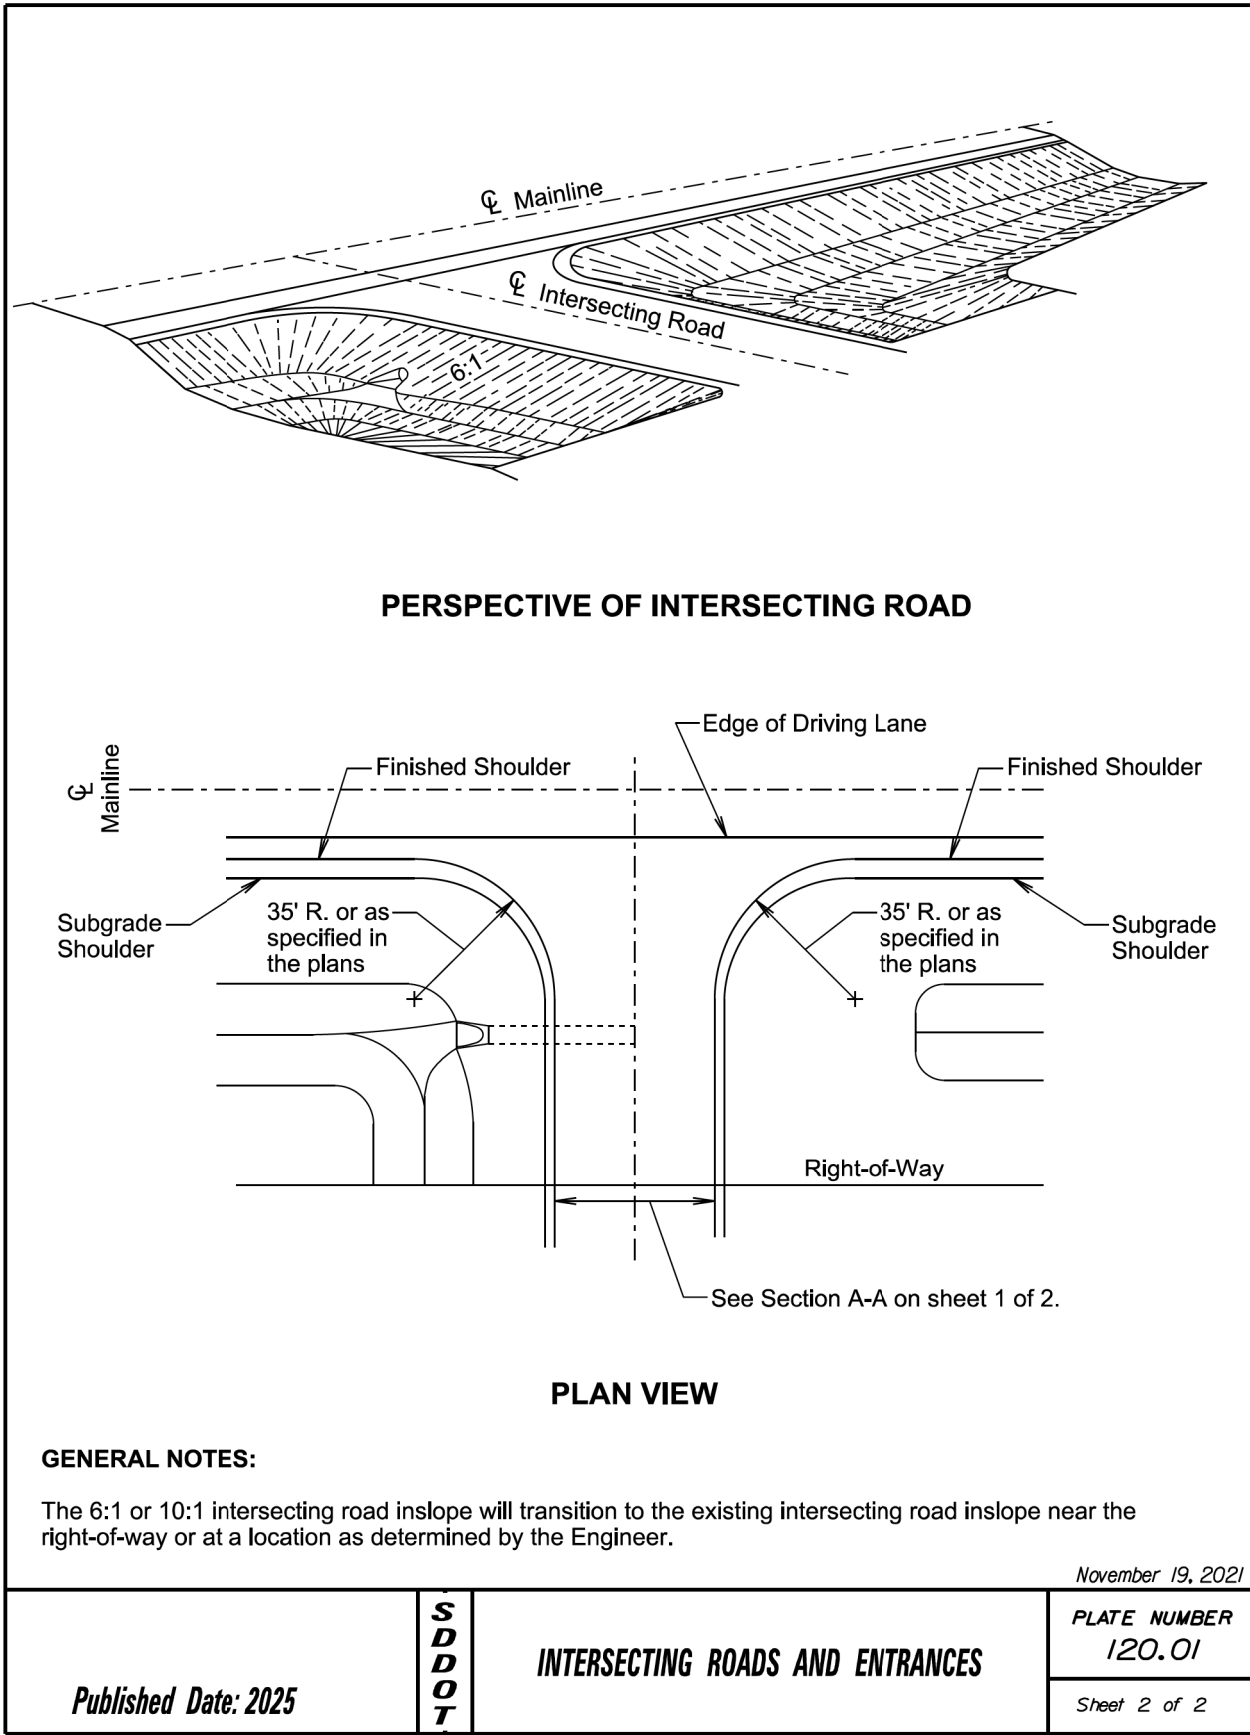 ℄ Mainline
℄ Intersecting Road
6:1
PERSPECTIVE OF INTERSECTING ROAD
Edge of Driving Lane
℄ Mainline
Finished Shoulder
Finished Shoulder
Subgrade
Shoulder
35' R. or as
specified in
the plans
35' R. or as
specified in
the plans
Subgrade
Shoulder
Right-of-Way
See Section A-A on sheet 1 of 2.
PLAN VIEW
GENERAL NOTES:
The 6:1 or 10:1 intersecting road inslope will transition to the existing intersecting road inslope near the
right-of-way or at a location as determined by the Engineer.
November 19, 2021
Published Date: 2025
SDDOT
INTERSECTING ROADS AND ENTRANCES
PLATE NUMBER
120.01
Sheet 2 of 2